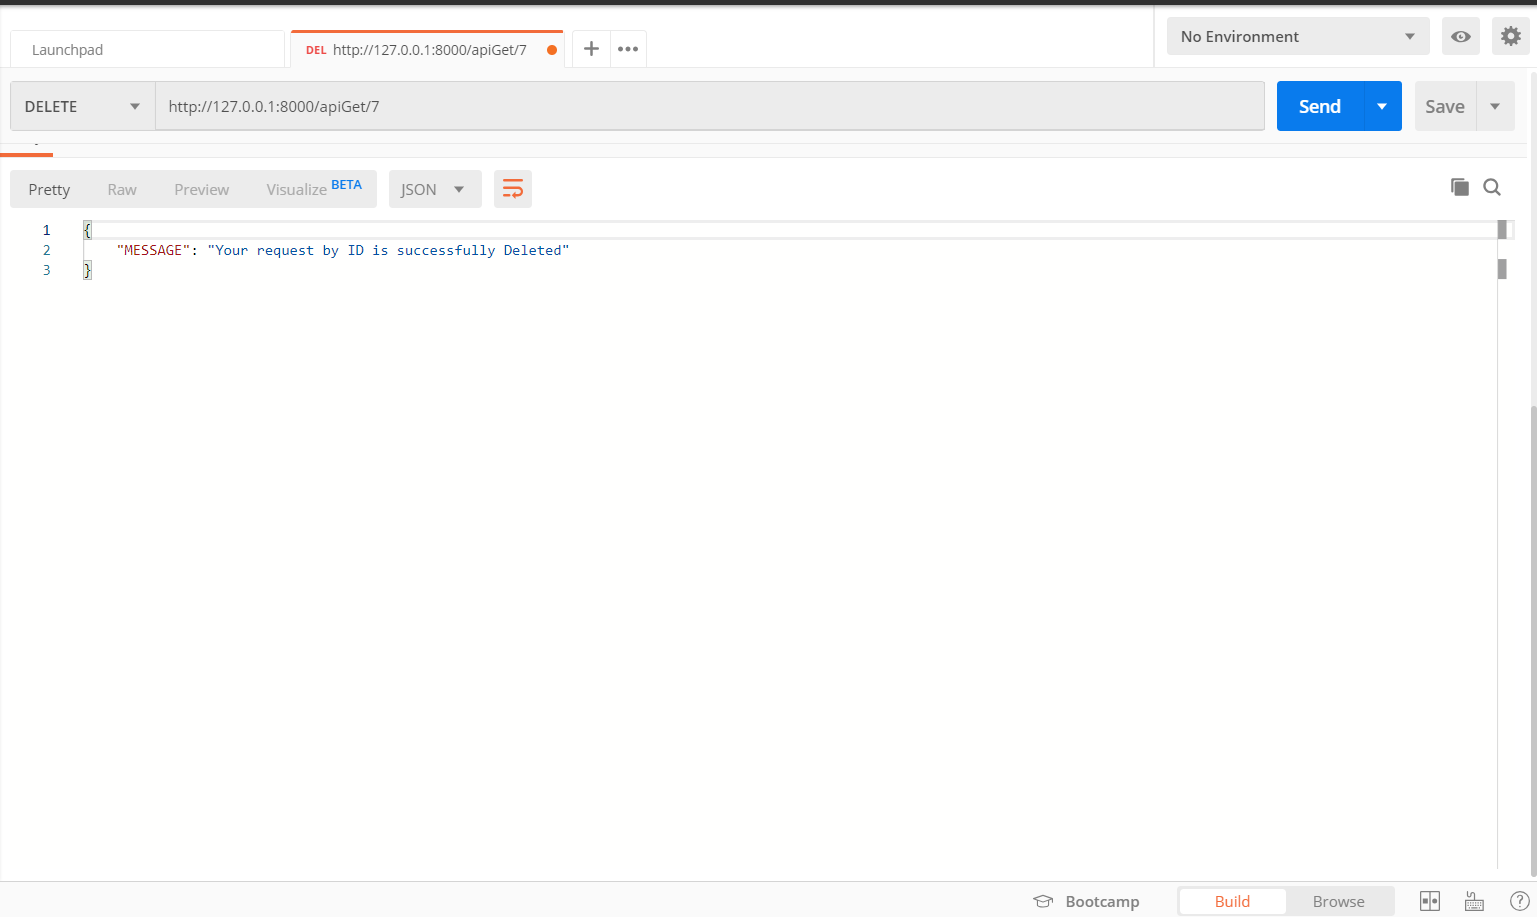 Launchpad
DEL http://127.0.0.1:8000/apiGet/7
No Environment
DELETE
http://127.0.0.1:8000/apiGet/7
Send
Save
Pretty
Raw
Preview
Visualize BETA
JSON
1 {
2 "MESSAGE": "Your request by ID is successfully Deleted"
3 }
Bootcamp
Build
Browse